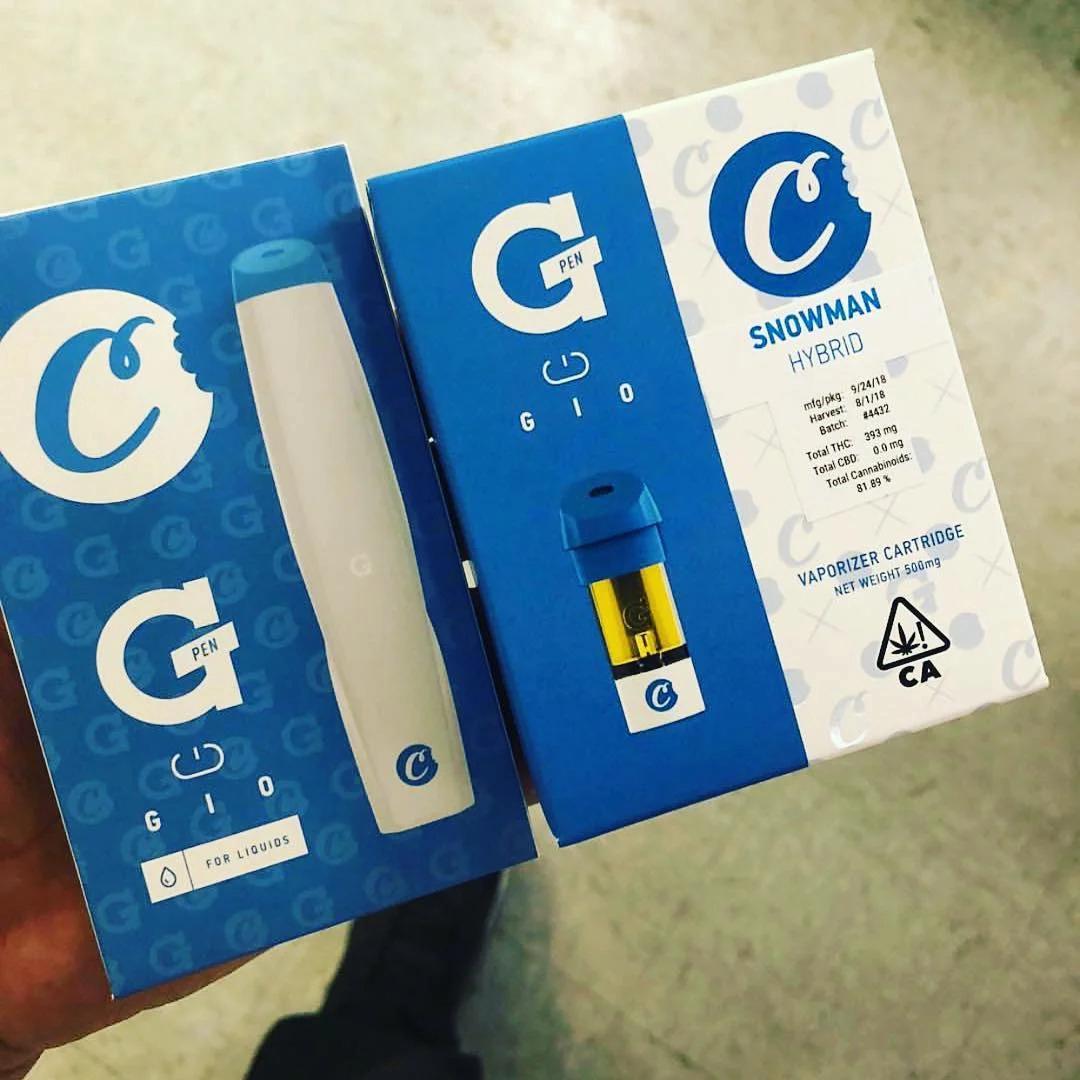 C
G
PEN
G I O
FOR LIQUIDS
G
C
G
PEN
G I O
G
C
C
SNOWMAN
HYBRID
mfg/pkg: 9/24/18
Harvest: 8/1/18
Batch: #4432
Total THC: 393 mg
Total CBD: 0.0 mg
Total Cannabinoids:
81.89 %
VAPORIZER CARTRIDGE
NET WEIGHT 500mg
!
CA